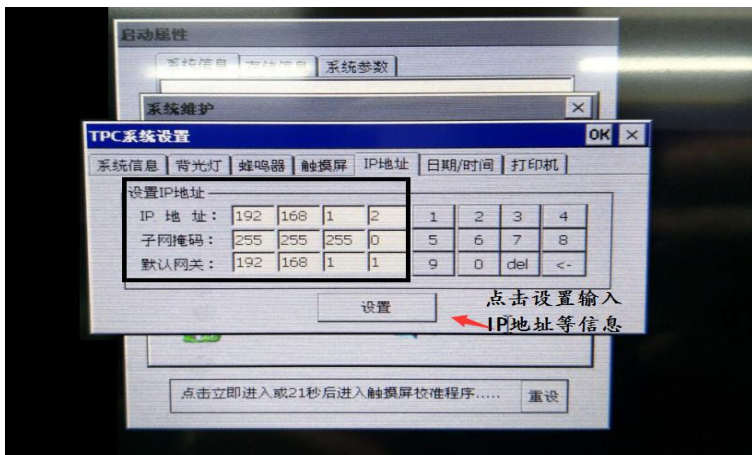 启动属性
系统信息 存储信息 系统参数
系统维护 ×
TPC系统设置 OK ×
系统信息 背光灯 蜂鸣器 触摸屏 IP地址 日期/时间 打印机
设置IP地址
IP 地 址： 192 168 1 2 1 2 3 4
子网掩码： 255 255 255 0 5 6 7 8
默认网关： 192 168 1 1 9 0 del <-
设置
点击设置输入
IP地址等信息
点击立即进入或21秒后进入触摸屏校准程序..... 重设